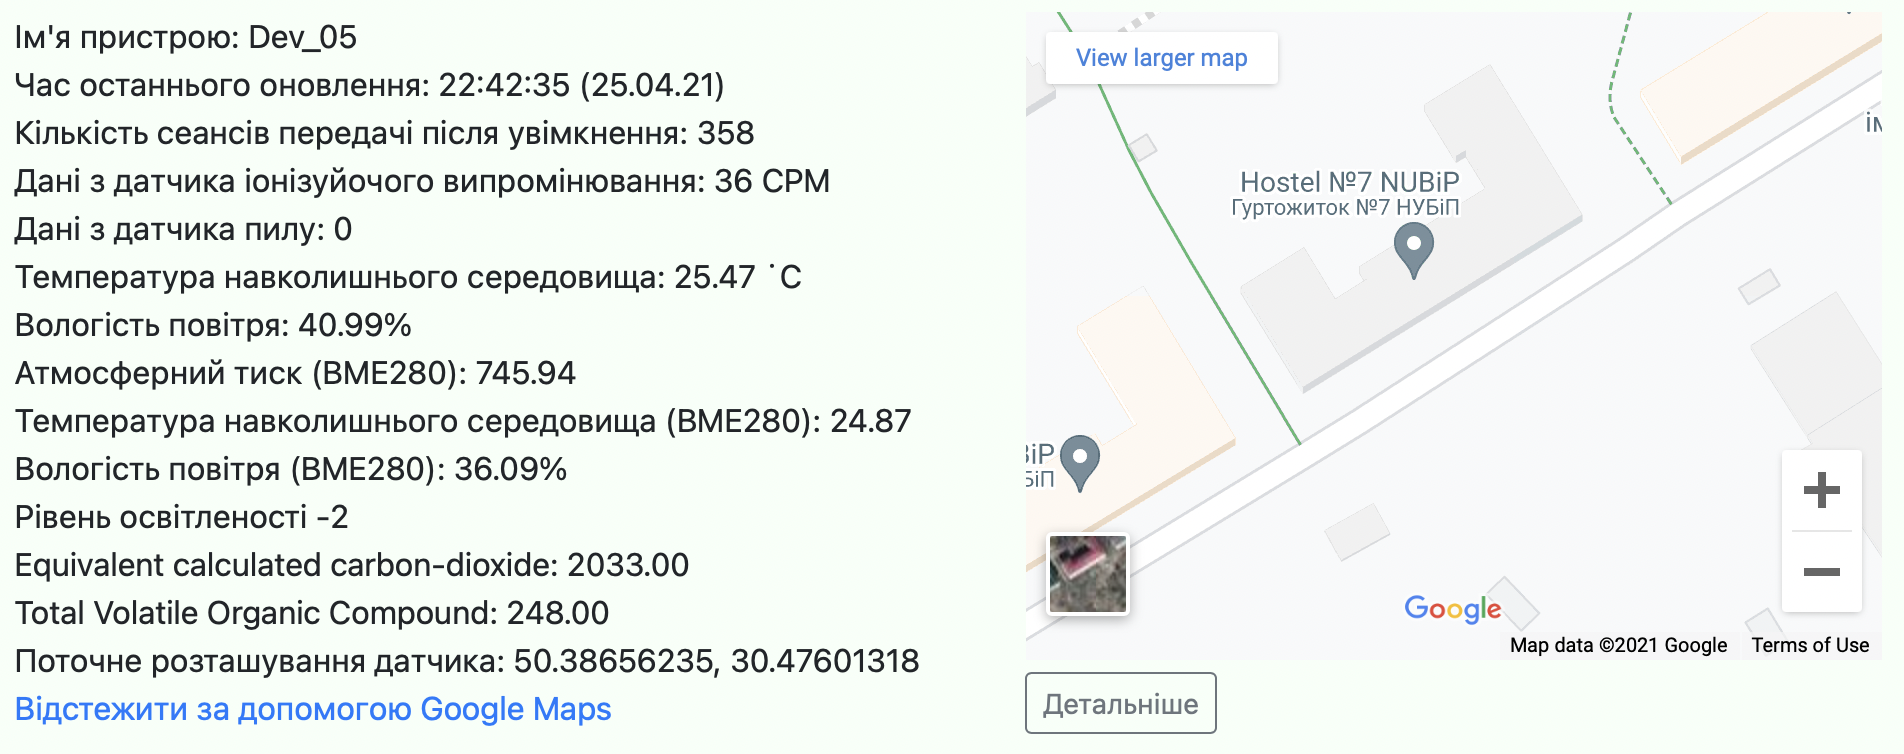 Ім'я пристрою: Dev_05
Час останнього оновлення: 22:42:35 (25.04.21)
Кількість сеансів передачі після увімкнення: 358
Дані з датчика іонізуйочого випромінювання: 36 CPM
Дані з датчика пилу: 0
Температура навколишнього середовища: 25.47 ˙C
Вологість повітря: 40.99%
Атмосферний тиск (BME280): 745.94
Температура навколишнього середовища (BME280): 24.87
Вологість повітря (BME280): 36.09%
Рівень освітленості -2
Equivalent calculated carbon-dioxide: 2033.00
Total Volatile Organic Compound: 248.00
Поточне розташування датчика: 50.38656235, 30.47601318
Відстежити за допомогою Google Maps
View larger map
Hostel №7 NUBiP
Гуртожиток №7 НУБіП
Google
Map data ©2021 Google
Terms of Use
Детальніше